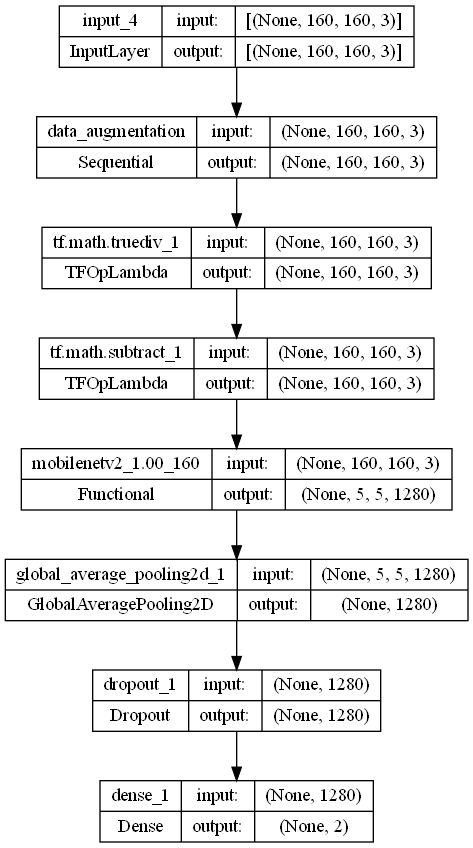 input_4 input: [(None, 160, 160, 3)]
InputLayer output: [(None, 160, 160, 3)]
data_augmentation input: (None, 160, 160, 3)
Sequential output: (None, 160, 160, 3)
tf.math.truediv_1 input: (None, 160, 160, 3)
TFOpLambda output: (None, 160, 160, 3)
tf.math.subtract_1 input: (None, 160, 160, 3)
TFOpLambda output: (None, 160, 160, 3)
mobilenetv2_1.00_160 input: (None, 160, 160, 3)
Functional output: (None, 5, 5, 1280)
global_average_pooling2d_1 input: (None, 5, 5, 1280)
GlobalAveragePooling2D output: (None, 1280)
dropout_1 input: (None, 1280)
Dropout output: (None, 1280)
dense_1 input: (None, 1280)
Dense output: (None, 2)